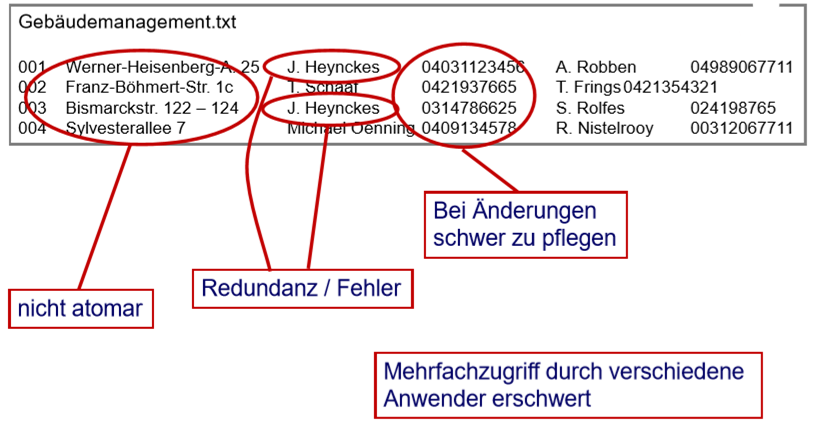 Gebäudemanagement.txt
001 Werner-Heisenberg-A. 25 J. Heynckes 04031123456 A. Robben 04989067711
002 Franz-Böhmert-Str. 1c T. Schaaf 0421937665 T. Frings 0421354321
003 Bismarckstr. 122 – 124 J. Heynckes 0314786625 S. Rolfes 024198765
004 Sylvesterallee 7 Michael Oenning 0409134578 R. Nistelrooy 00312067711
Bei Änderungen
schwer zu pflegen
Redundanz / Fehler
nicht atomar
Mehrfachzugriff durch verschiedene
Anwender erschwert